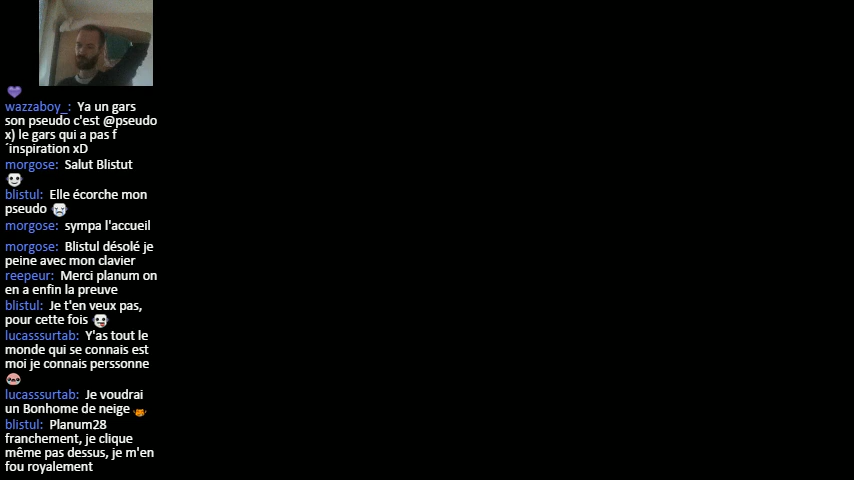 wazzaboy_: Ya un gars
son pseudo c'est @pseudo
x) le gars qui a pas f
´inspiration xD
morgose: Salut Blistut
blistul: Elle écorche mon
pseudo
morgose: sympa l'accueil
morgose: Blistul désolé je
peine avec mon clavier
reepeur: Merci planum on
en a enfin la preuve
blistul: Je t'en veux pas,
pour cette fois
lucasssurtab: Y'as tout le
monde qui se connais est
moi je connais perssonne
lucasssurtab: Je voudrai
un Bonhome de neige
blistul: Planum28
franchement, je clique
même pas dessus, je m'en
fou royalement